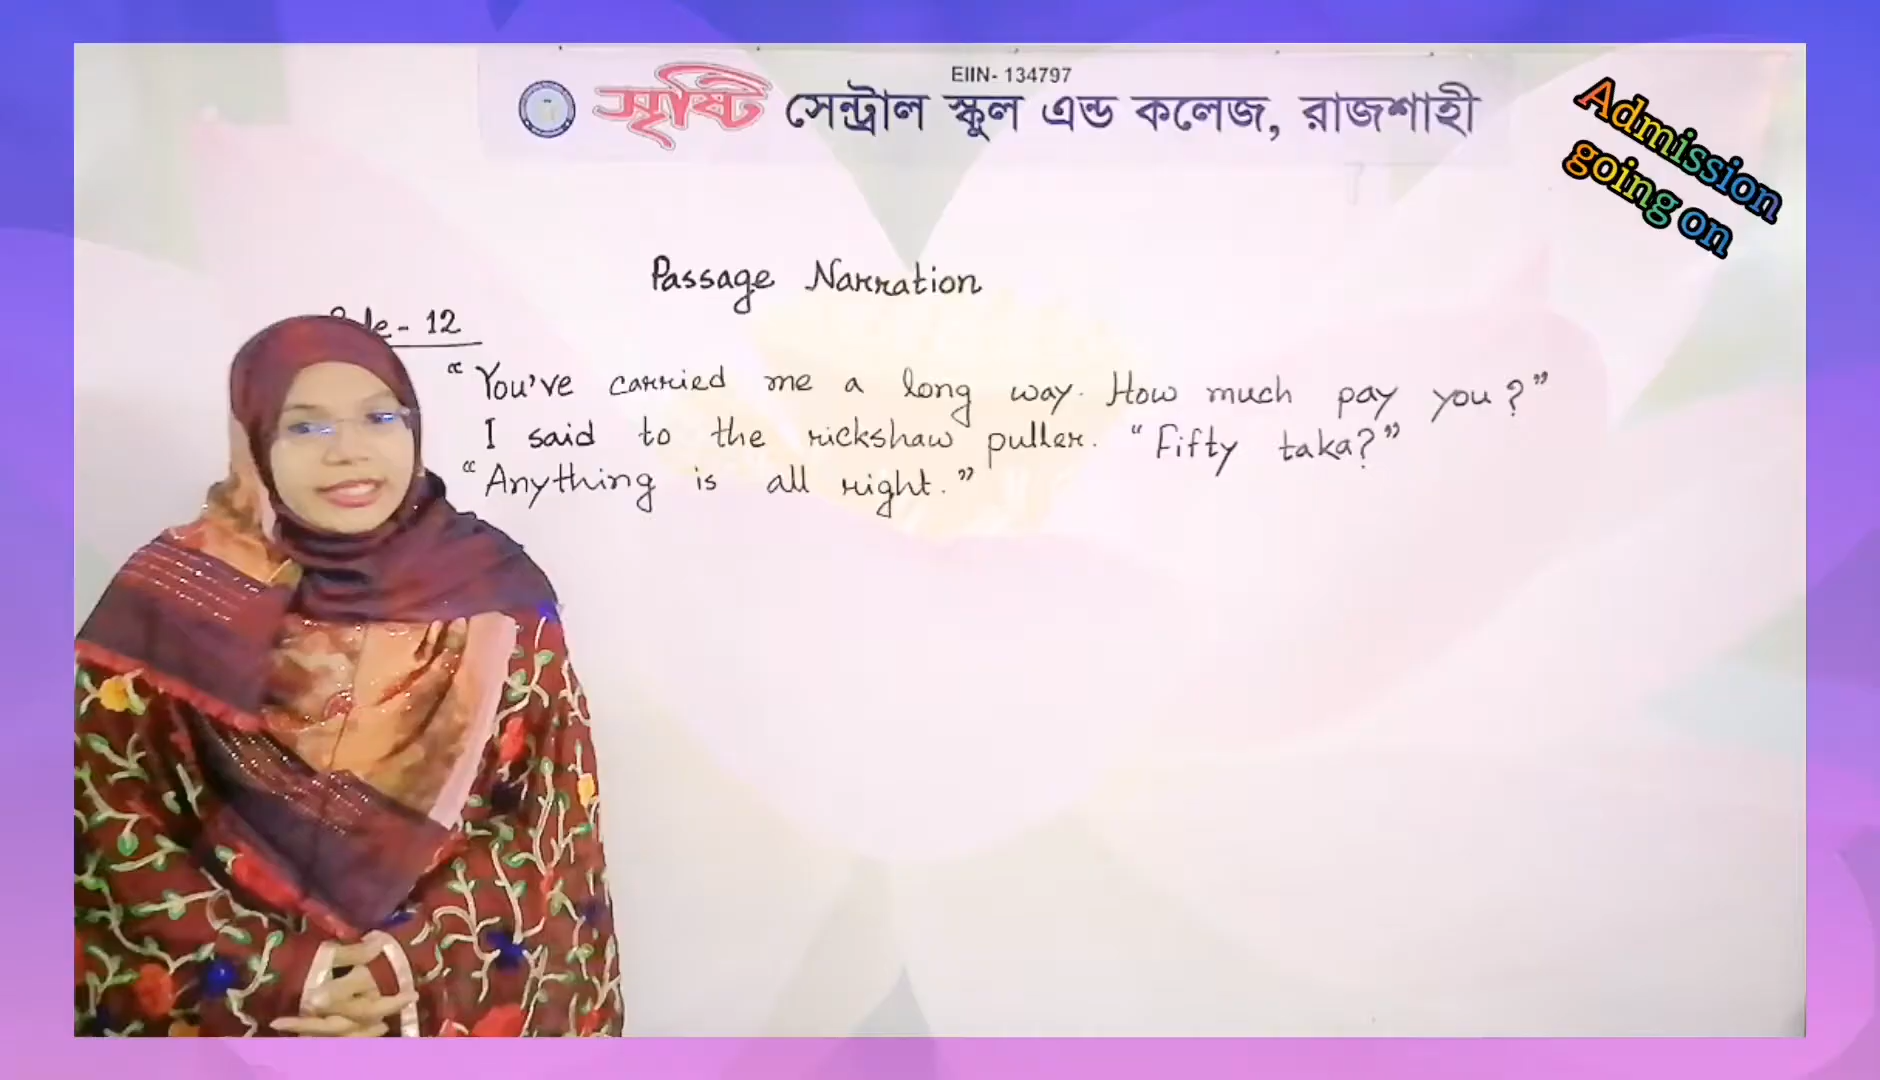 EIIN- 134797
সৃষ্টি সেন্ট্রাল স্কুল এন্ড কলেজ, রাজশাহী
Admission
going on
Passage Narration
- 12
“You've carried me a long way. How much pay you?”
I said to the rickshaw puller. “Fifty taka?”
“Anything is all right.”